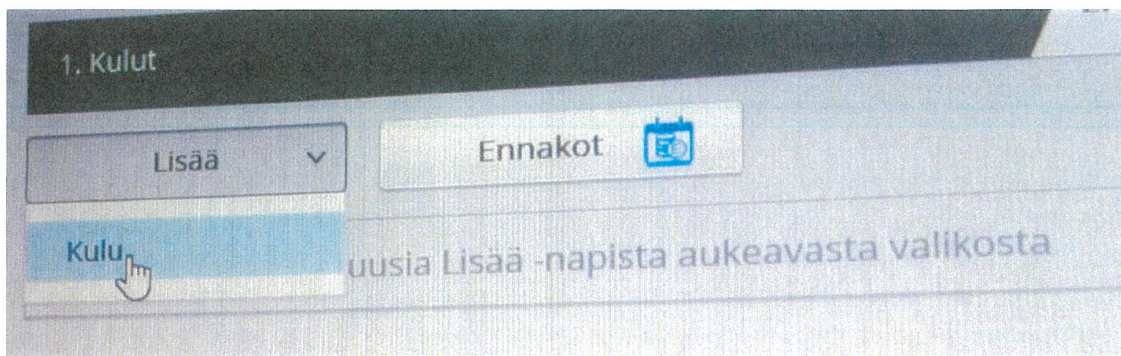 1. Kulut
Lisää
Ennakot
Kulu
uusia Lisää -napista aukeavasta valikosta